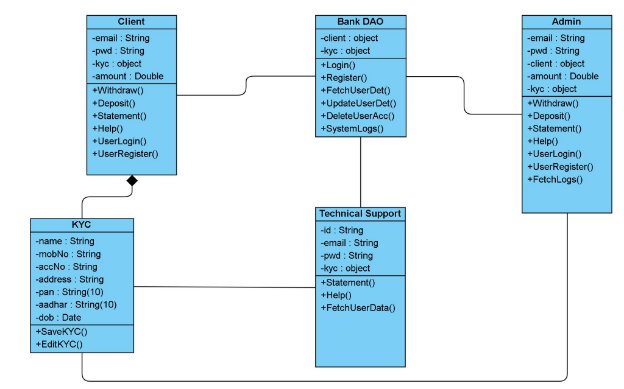 Client
-email : String
-pwd : String
-kyc : object
-amount : Double
+Withdraw()
+Deposit()
+Statement()
+Help()
+UserLogin()
+UserRegister()
Bank DAO
-client : object
-kyc : object
+Login()
+Register()
+FetchUserDet()
+UpdateUserDet()
+DeleteUserAcc()
+SystemLogs()
Admin
-email : String
-pwd : String
-client : object
-amount : Double
-kyc : object
+Withdraw()
+Deposit()
+Statement()
+Help()
+UserLogin()
+UserRegister()
+FetchLogs()
KYC
-name : String
-mobNo : String
-accNo : String
-address : String
-pan : String(10)
-aadhar : String(10)
-dob : Date
+SaveKYC()
+EditKYC()
Technical Support
-id : String
-email : String
-pwd : String
-kyc : object
+Statement()
+Help()
+FetchUserData()